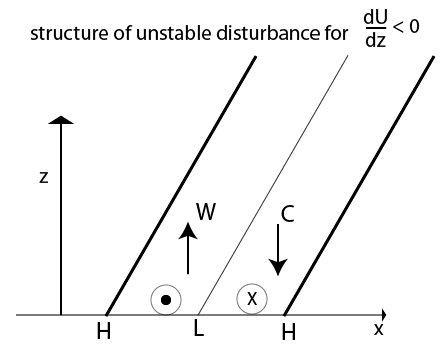 structure of unstable disturbance for dU/dz < 0
z
W
C
X
H
L
H
x